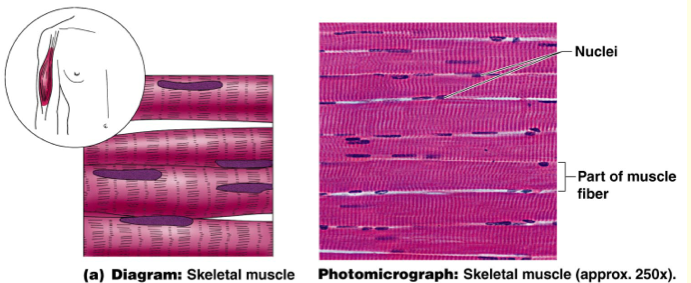 Nuclei
Part of muscle
fiber
(a) Diagram: Skeletal muscle
Photomicrograph: Skeletal muscle (approx. 250x).